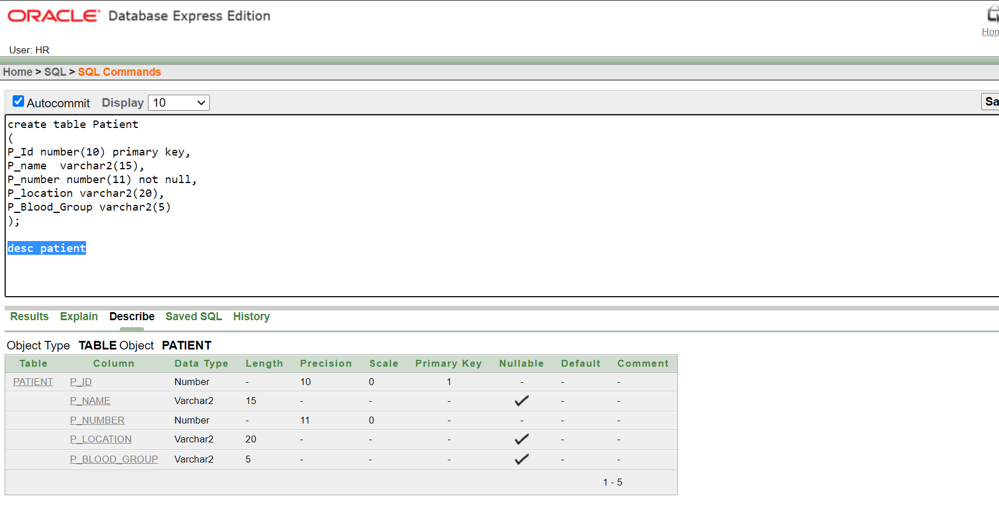 ORACLE® Database Express Edition
User: HR
Home > SQL > SQL Commands
Autocommit Display 10
create table Patient
(
P_Id number(10) primary key,
P_name  varchar2(15),
P_number number(11) not null,
P_location varchar2(20),
P_Blood_Group varchar2(5)
);
desc patient
Results Explain Describe Saved SQL History
Object Type TABLE Object PATIENT
Table Column Data Type Length Precision Scale Primary Key Nullable Default Comment
PATIENT P_ID Number - 10 0 1 - - -
P_NAME Varchar2 15 - - - - -
P_NUMBER Number - 11 0 - - - -
P_LOCATION Varchar2 20 - - - - -
P_BLOOD_GROUP Varchar2 5 - - - - -
1 - 5